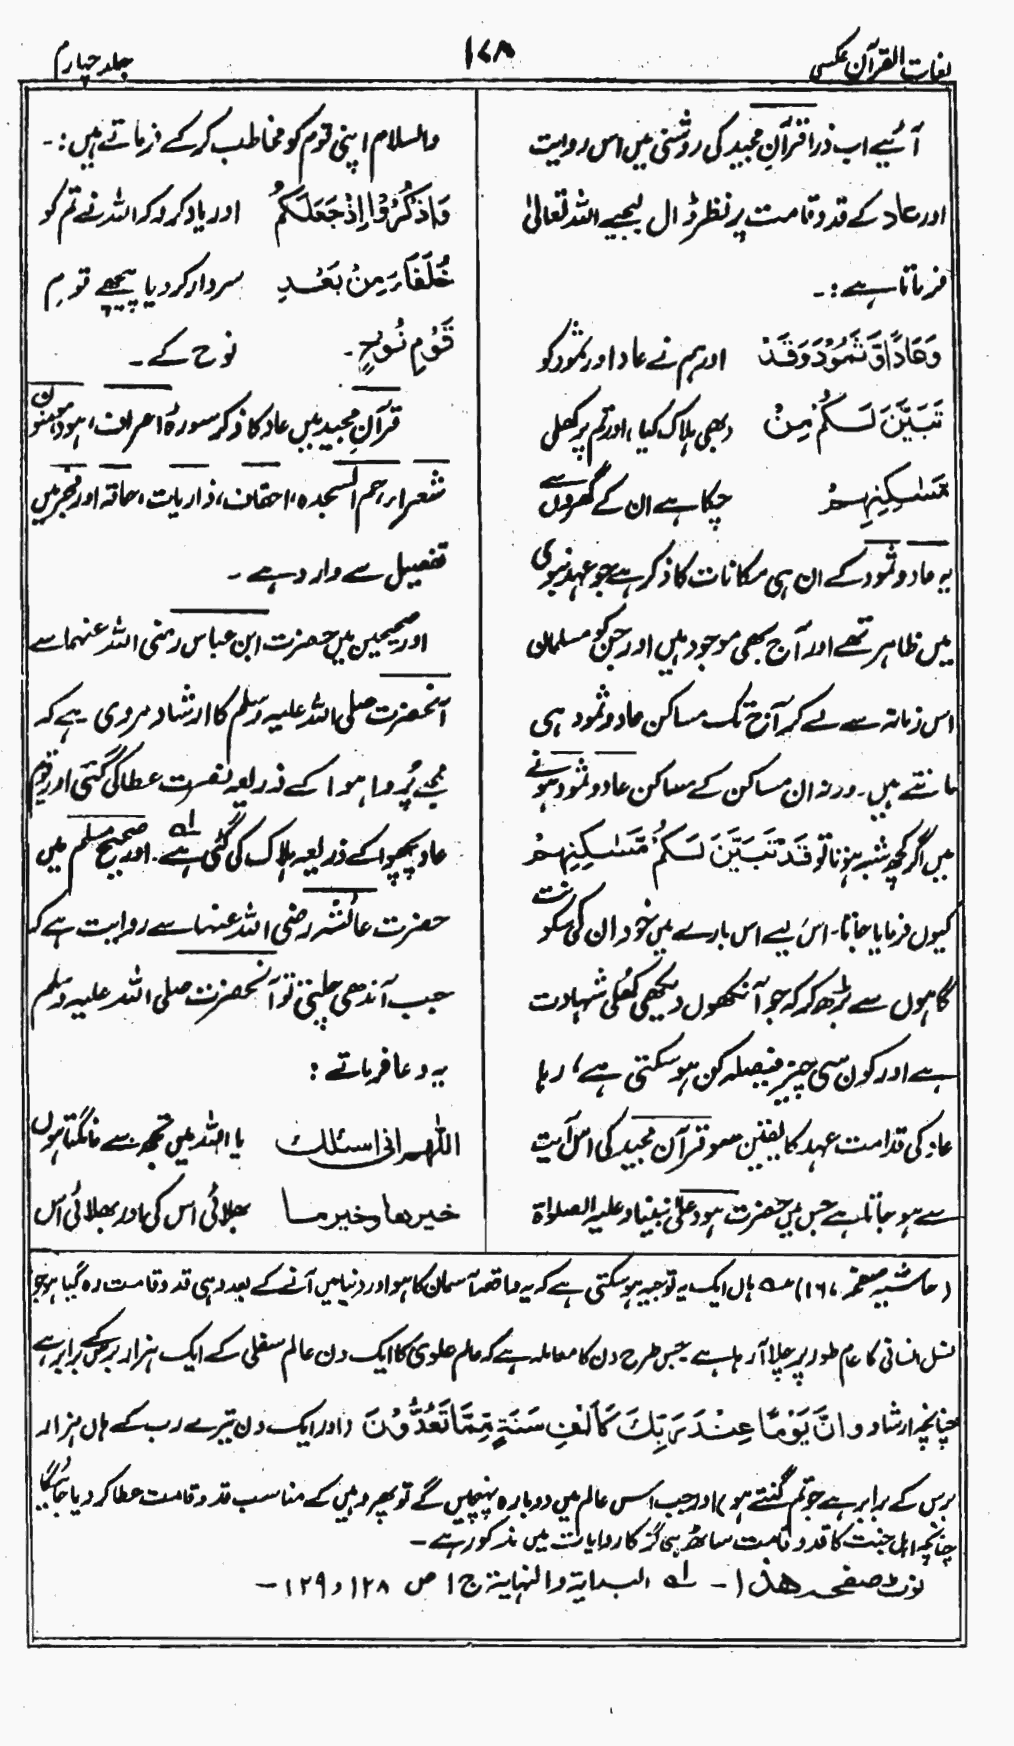 لغات القرآن عکسی
۱۷۸
جلد چہارم
آئیے اب ذرا قرآنِ مجید کی روشنی میں اس روایت
اور عاد کے قد و قامت پر نظر ڈال لیجیے اللہ تعالیٰ
فرماتا ہے :۔
وَعَادًا وَّثَمُوْدَ وَقَدْ اور ہم نے عاد اور ثمود کو
تَبَيَّنَ لَكُمْ مِنْ بھی ہلاک کیا، اور تم پر کھلی
مَسٰكِنِهِمْ چکا ہے ان کے گھروں سے
یہ عاد و ثمود کے ان ہی مکانات کا ذکر ہے جو عہد نبوی
میں ظاہر تھے اور آج بھی موجود ہیں اور جن کو مسلمان
اس زمانہ سے لے کر آج تک مساکن عاد و ثمود ہی
مانتے ہیں۔ ورنہ ان مساکن کے مساکن عاد و ثمود ہونے
میں اگر کچھ شبہ ہوتا تو قَدْ تَبَيَّنَ لَكُمْ مَسٰكِنِهِمْ
کیوں فرمایا جاتا۔ اس لیے اس بارے میں خود ان کی سکونت
گاہوں سے بڑھ کر کہ جو آنکھوں دیکھی کھلی شہادت
ہے اور کون سی چیز فیصلہ کن ہو سکتی ہے، رہا
عاد کی قدامت عہد کا یقین سو قرآن مجید کی اس آیت
سے ہو جاتا ہے جس میں حضرت ہود علیٰ نبینا و علیہ الصلوٰۃ
والسلام اپنی قوم کو مخاطب کر کے فرماتے ہیں :۔
وَاذْكُرُوْا اِذْ جَعَلَكُمْ اور یاد کرو کہ اللہ نے تم کو
خُلَفَآءَ مِنْ بَعْدِ سردار کر دیا پیچھے قوم
قَوْمِ نُوْحٍ۔ نوح کے۔
قرآنِ مجید میں عاد کا ذکر سورۂ اعراف، ہود، مومنون
شعراء، حم السجدہ، احقاف، ذاریات، حاقہ اور فجر میں
تفصیل سے وارد ہے۔
اور صحیحین میں حضرت ابن عباس رضی اللہ عنہما سے
آنحضرت صلی اللہ علیہ وسلم کا ارشاد مروی ہے کہ
مجھے پُروا ہوا کے ذریعہ نصرت عطا کی گئی اور قوم
عاد پچھوا کے ذریعہ ہلاک کی گئی ہے۔ لہ اور صحیح مسلم میں
حضرت عائشہ رضی اللہ عنہا سے روایت ہے کہ
جب آندھی چلتی تو آنحضرت صلی اللہ علیہ وسلم
یہ دعا فرماتے :
اللهم انی اسئلك یا اللہ میں تجھ سے مانگتا ہوں
خیرها وخیر ما بھلائی اس کی اور بھلائی اس
(حاشیہ صفحہ ۱۶۷) عہ ہاں ایک یہ توجیہ ہو سکتی ہے کہ یہ واقعہ آسمان کا ہو اور دنیا میں آنے کے بعد وہی قد و قامت رہ گیا ہو جو
نسل انسانی کا عام طور پر چلا آ رہا ہے جس طرح دن کا معاملہ ہے کہ عالم علوی کا ایک دن عالم سفلی کے ایک ہزار برس کے برابر ہے
چنانچہ ارشاد وَاِنَّ يَوْمًا عِنْدَ رَبِّكَ كَاَلْفِ سَنَةٍ مِّمَّا تَعُدُّوْنَ (اور ایک دن تیرے رب کے ہاں ہزار
برس کے برابر ہے جو تم گنتے ہو) اور جب اس عالم میں دوبارہ پہنچیں گے تو پھر وہیں کے مناسب قد و قامت عطا کر دیا جائے گا
چنانچہ اہل جنت کا قد و قامت ساٹھ ہی گز کا روایات میں مذکور ہے۔
نوٹ صفحہ ھذا ۔ لہ البدایۃ والنہایۃ ج ۱ ص ۱۲۸ و ۱۲۹۔